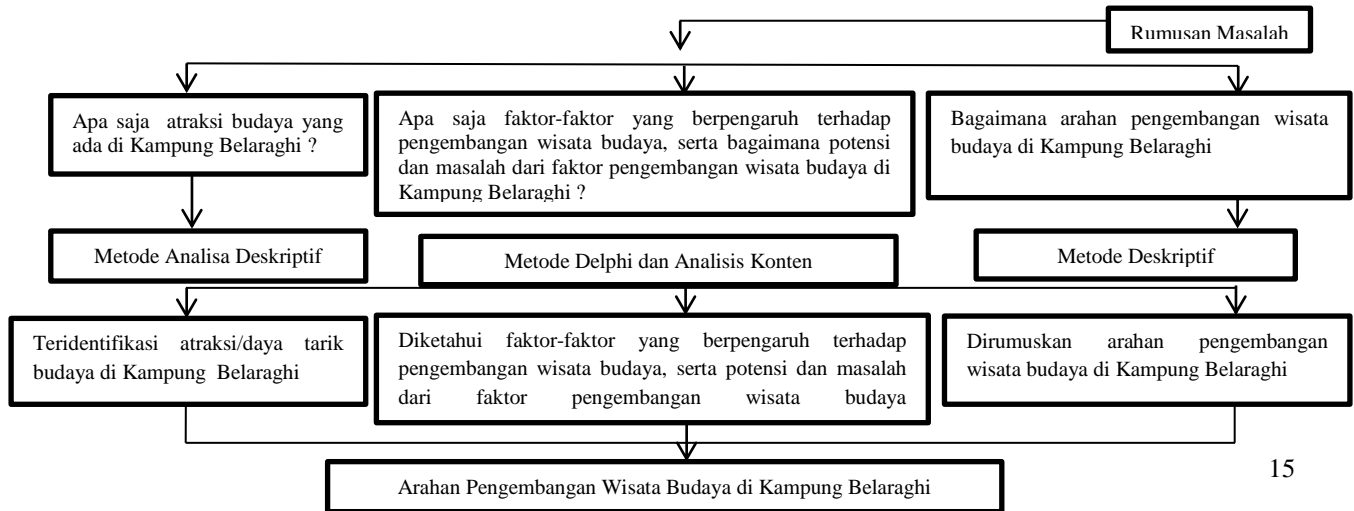 Rumusan Masalah
Apa saja atraksi budaya yang
ada di Kampung Belaraghi ?
Apa saja faktor-faktor yang berpengaruh terhadap
pengembangan wisata budaya, serta bagaimana potensi
dan masalah dari faktor pengembangan wisata budaya di
Kampung Belaraghi ?
Bagaimana arahan pengembangan wisata
budaya di Kampung Belaraghi
Metode Analisa Deskriptif
Metode Delphi dan Analisis Konten
Metode Deskriptif
Teridentifikasi atraksi/daya tarik
budaya di Kampung Belaraghi
Diketahui faktor-faktor yang berpengaruh terhadap
pengembangan wisata budaya, serta potensi dan masalah
dari faktor pengembangan wisata budaya
Dirumuskan arahan pengembangan
wisata budaya di Kampung Belaraghi
Arahan Pengembangan Wisata Budaya di Kampung Belaraghi
15